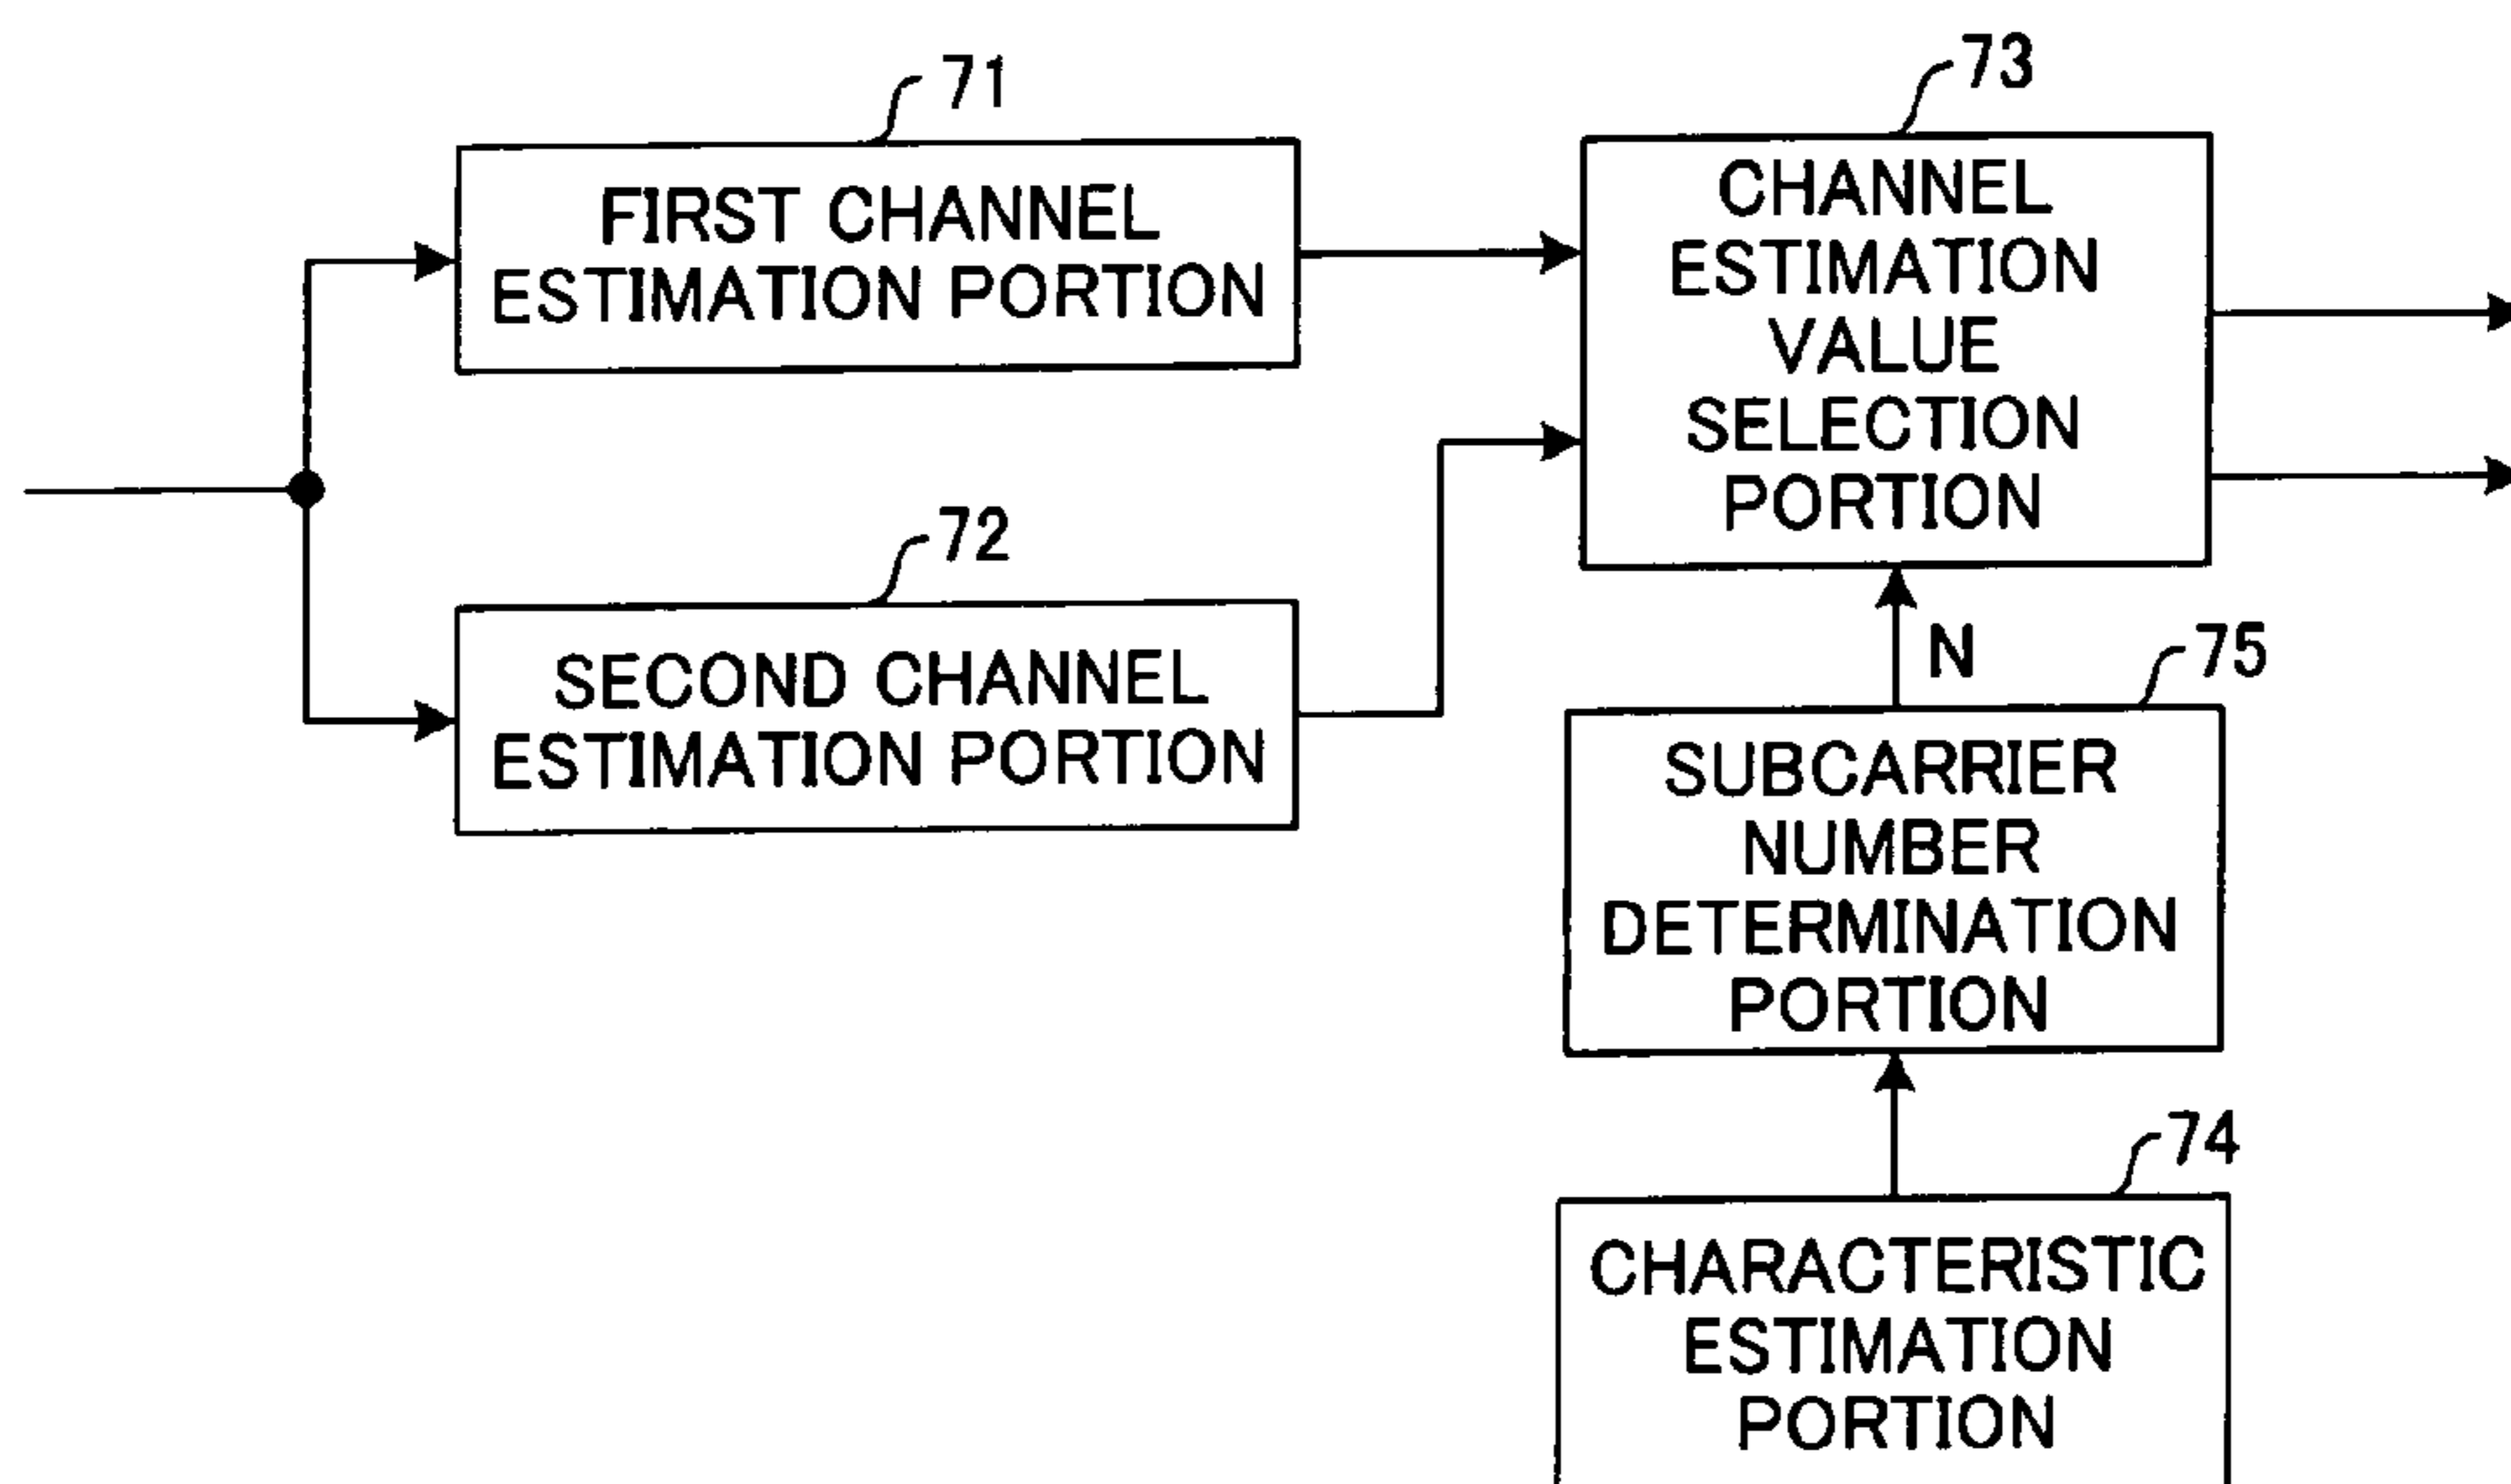 71
FIRST CHANNEL
ESTIMATION PORTION
72
SECOND CHANNEL
ESTIMATION PORTION
73
CHANNEL
ESTIMATION
VALUE
SELECTION
PORTION
N
75
SUBCARRIER
NUMBER
DETERMINATION
PORTION
74
CHARACTERISTIC
ESTIMATION
PORTION